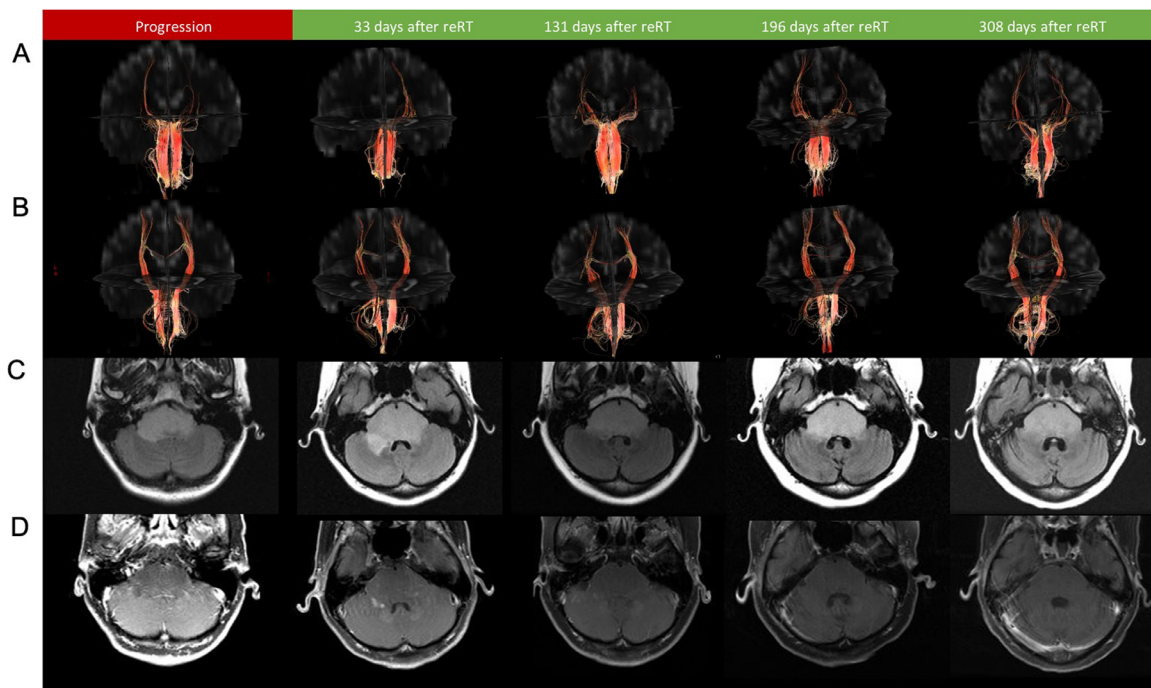 Progression 33 days after reRT 131 days after reRT 196 days after reRT 308 days after reRT
A
B
C
D